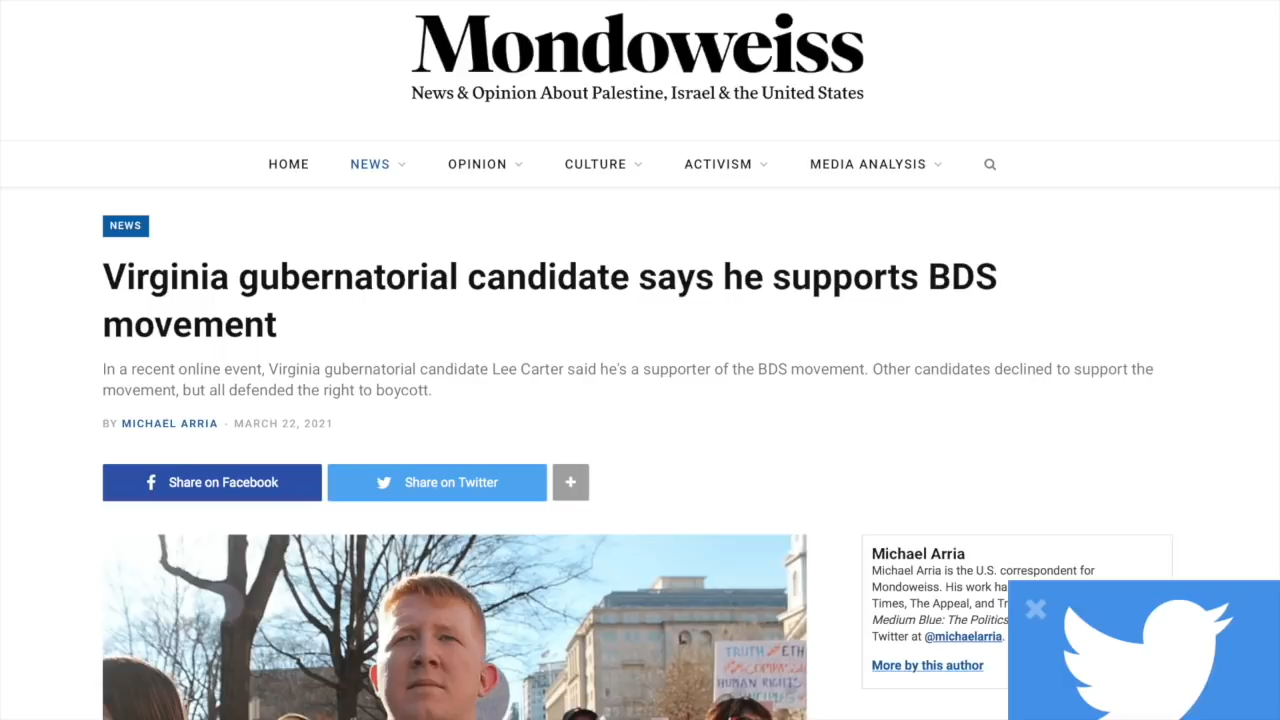 Mondoweiss
News & Opinion About Palestine, Israel & the United States
HOME NEWS OPINION CULTURE ACTIVISM MEDIA ANALYSIS
NEWS
Virginia gubernatorial candidate says he supports BDS
movement
In a recent online event, Virginia gubernatorial candidate Lee Carter said he's a supporter of the BDS movement. Other candidates declined to support the
movement, but all defended the right to boycott.
BY MICHAEL ARRIA · MARCH 22, 2021
Share on Facebook Share on Twitter +
Michael Arria
Michael Arria is the U.S. correspondent for
Mondoweiss. His work ha
Times, The Appeal, and Tr
Medium Blue: The Politics
Twitter at @michaelarria.
More by this author
TRUTH
HUMAN RIGHTS